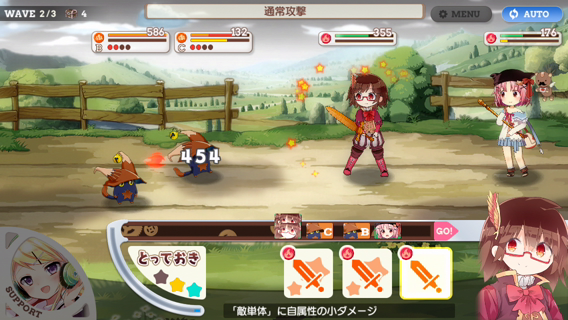 WAVE 2/3 4
通常攻撃
MENU
AUTO
586
132
355
176
B
C
454
C
B
GO!
とっておき
SUPPORT
「敵単体」に自属性の小ダメージ